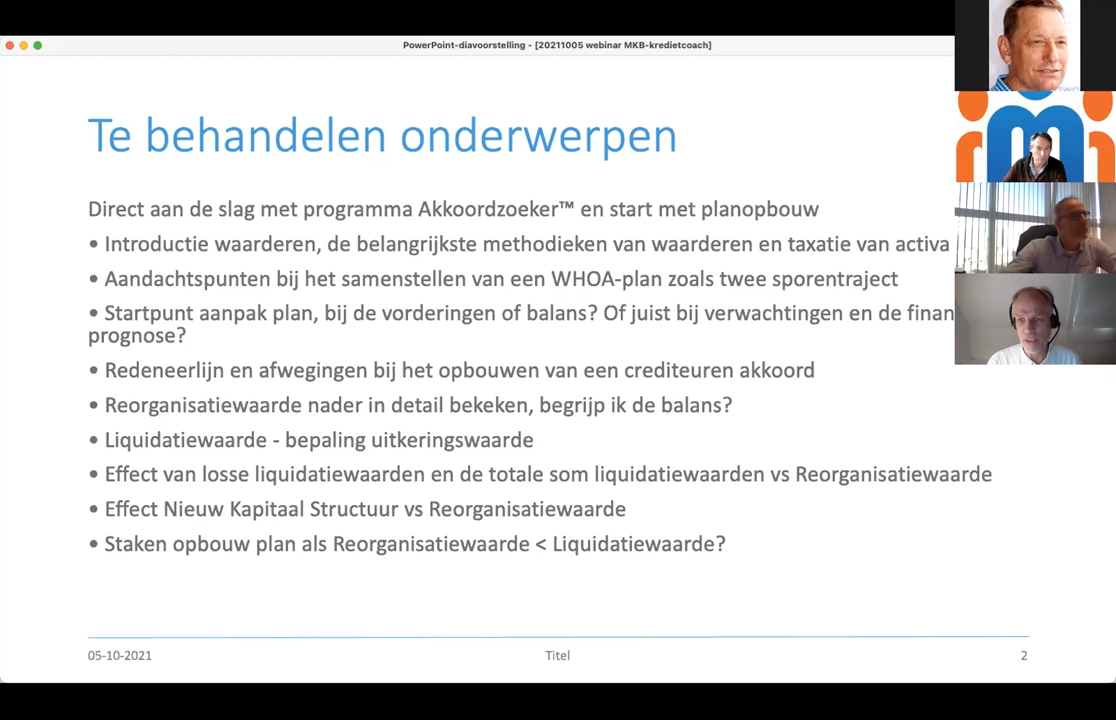 PowerPoint-diavoorstelling - [20211005 webinar MKB-kredietcoach]
Te behandelen onderwerpen
Direct aan de slag met programma Akkoordzoeker™ en start met planopbouw
• Introductie waarderen, de belangrijkste methodieken van waarderen en taxatie van activa
• Aandachtspunten bij het samenstellen van een WHOA-plan zoals twee sporentraject
• Startpunt aanpak plan, bij de vorderingen of balans? Of juist bij verwachtingen en de finan
prognose?
• Redeneerlijn en afwegingen bij het opbouwen van een crediteuren akkoord
• Reorganisatiewaarde nader in detail bekeken, begrijp ik de balans?
• Liquidatiewaarde - bepaling uitkeringswaarde
• Effect van losse liquidatiewaarden en de totale som liquidatiewaarden vs Reorganisatiewaarde
• Effect Nieuw Kapitaal Structuur vs Reorganisatiewaarde
• Staken opbouw plan als Reorganisatiewaarde < Liquidatiewaarde?
05-10-2021
Titel
2